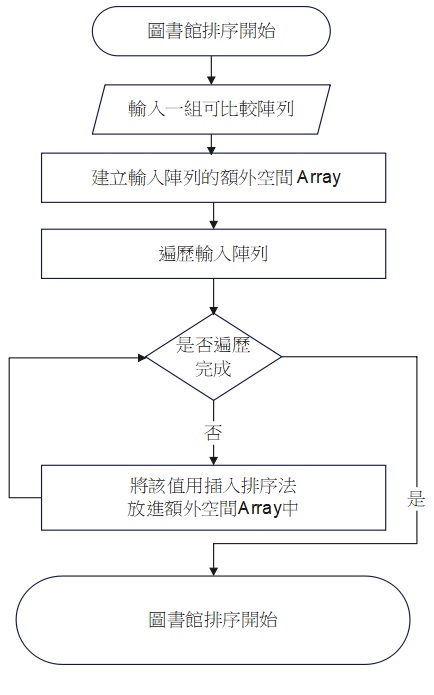 圖書館排序開始
輸入一組可比較陣列
建立輸入陣列的額外空間 Array
遍歷輸入陣列
是否遍歷
完成
否
將該值用插入排序法
放進額外空間Array中
是
圖書館排序開始